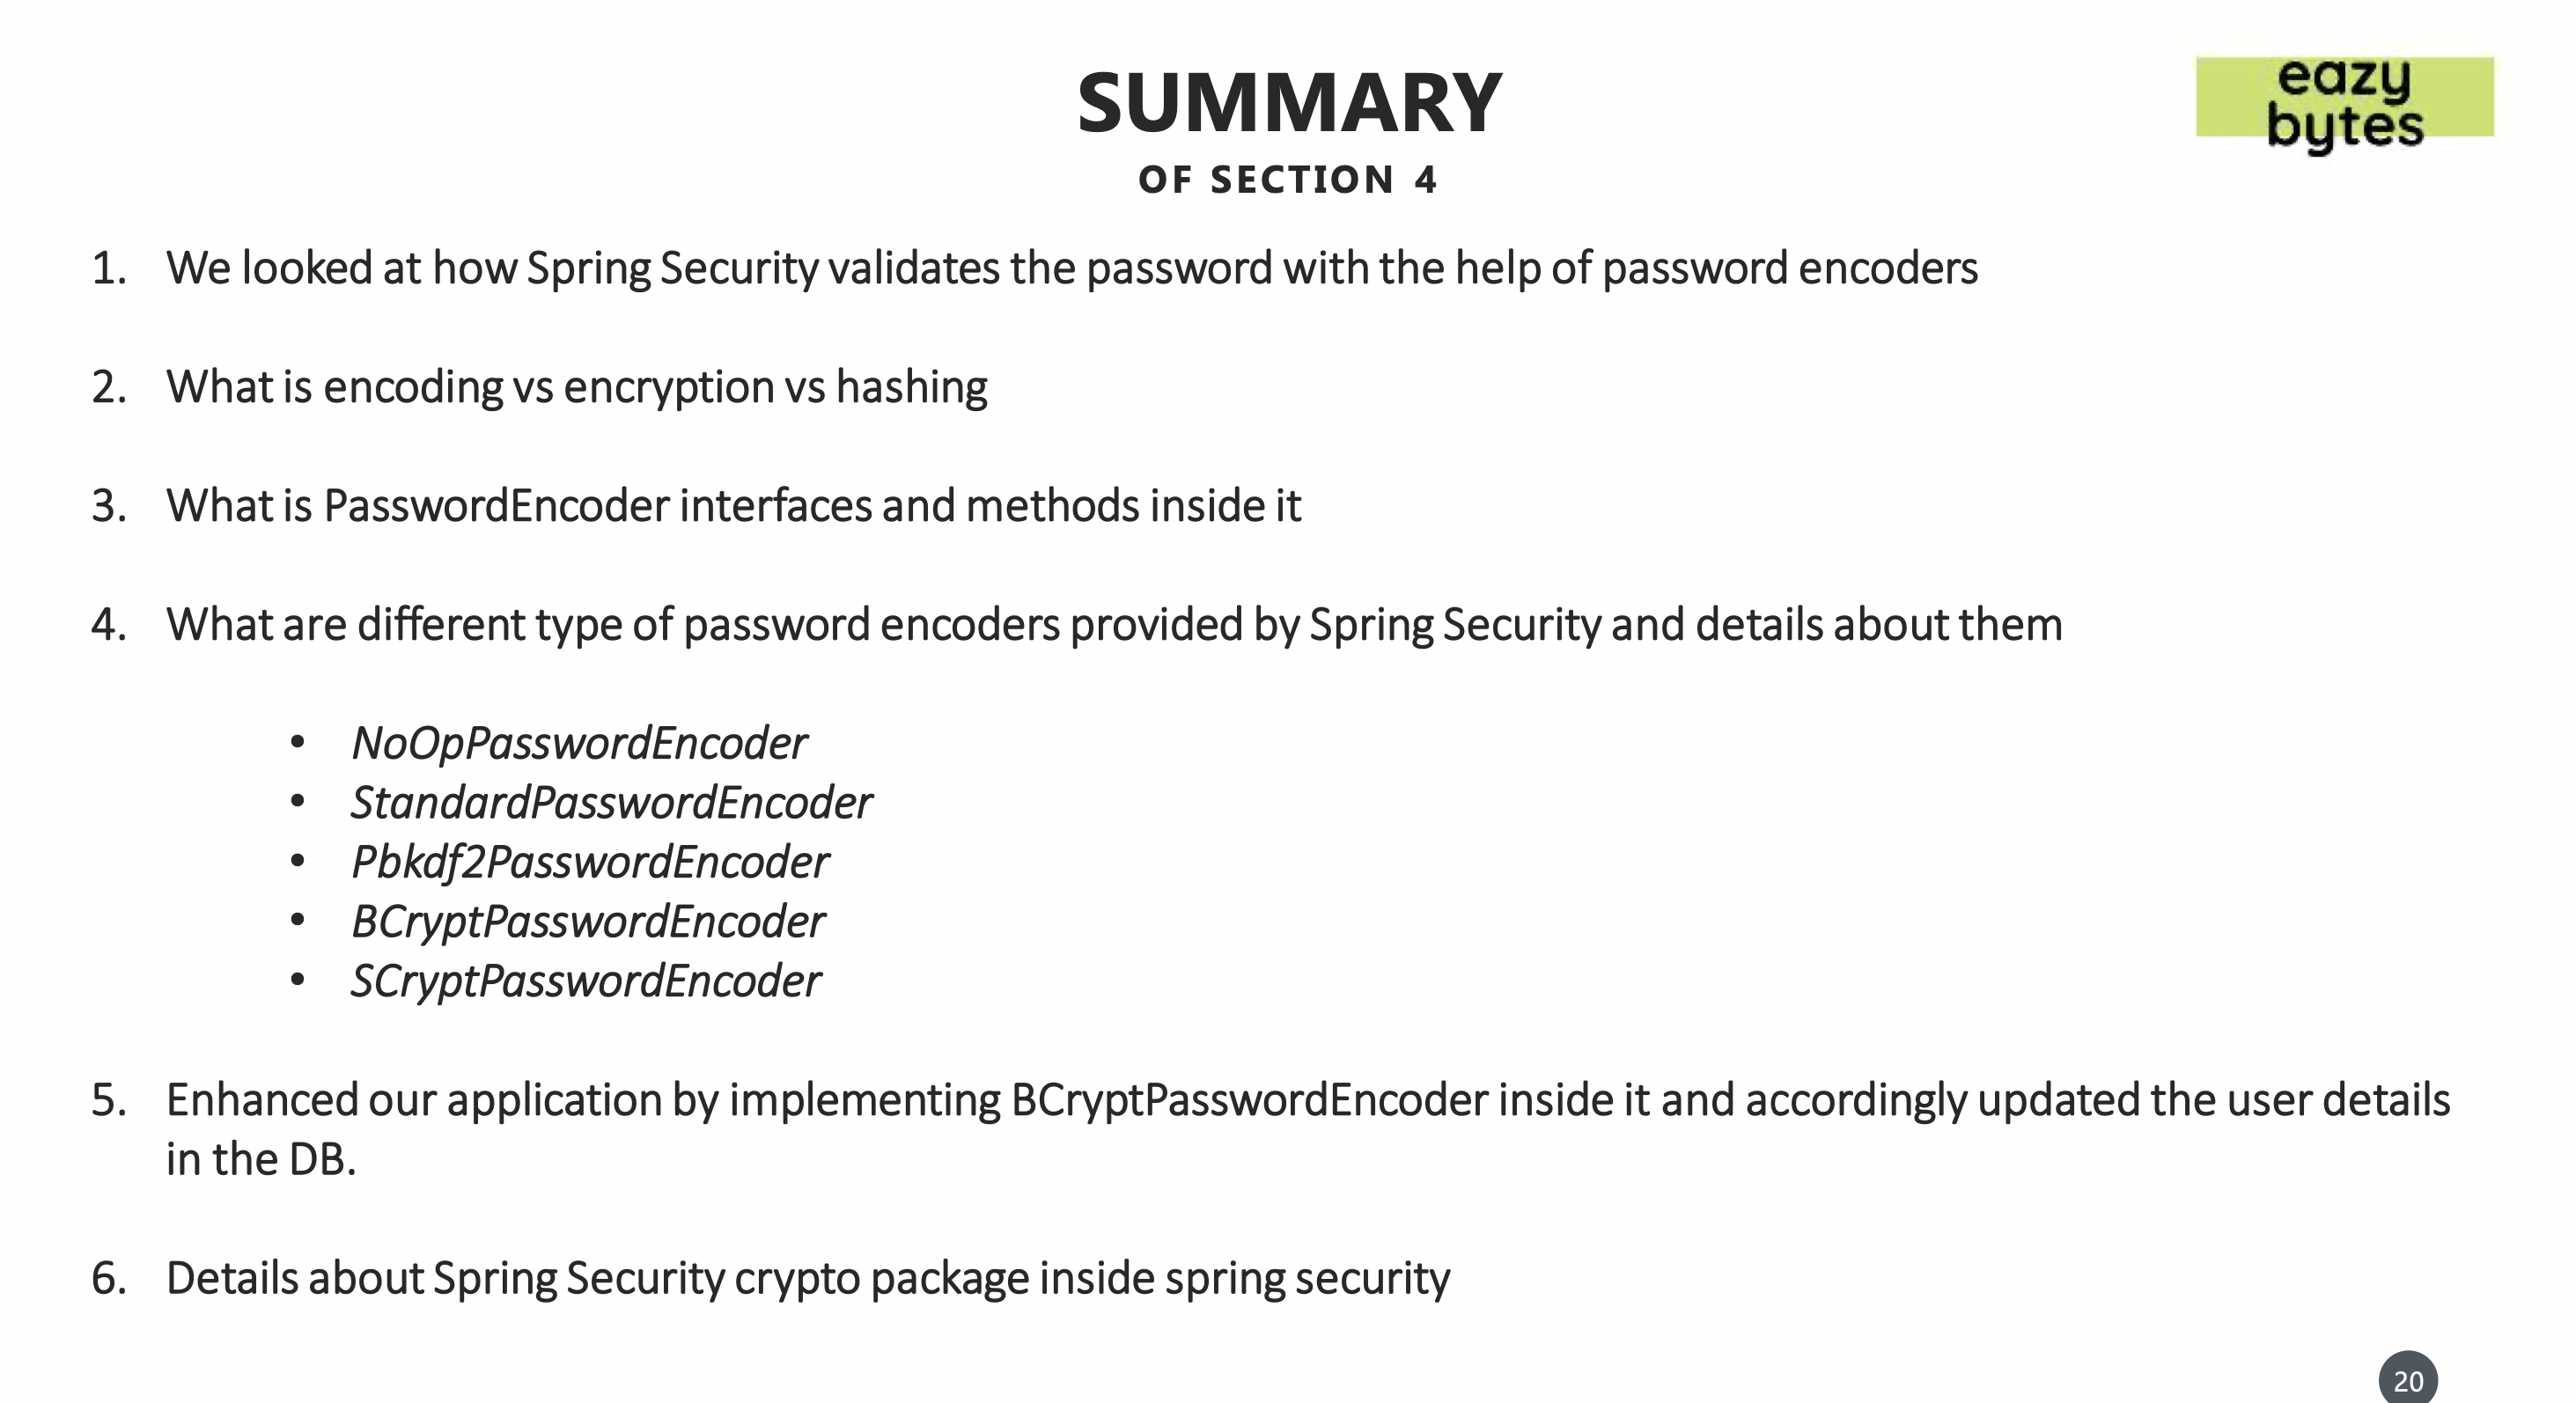 SUMMARY
eazy
bytes
OF SECTION 4
1. We looked at how Spring Security validates the password with the help of password encoders
2. What is encoding vs encryption vs hashing
3. What is PasswordEncoder interfaces and methods inside it
4. What are different type of password encoders provided by Spring Security and details about them
• NoOpPasswordEncoder
• StandardPasswordEncoder
• Pbkdf2PasswordEncoder
• BCryptPasswordEncoder
• SCryptPasswordEncoder
5. Enhanced our application by implementing BCryptPasswordEncoder inside it and accordingly updated the user details
in the DB.
6. Details about Spring Security crypto package inside spring security
20